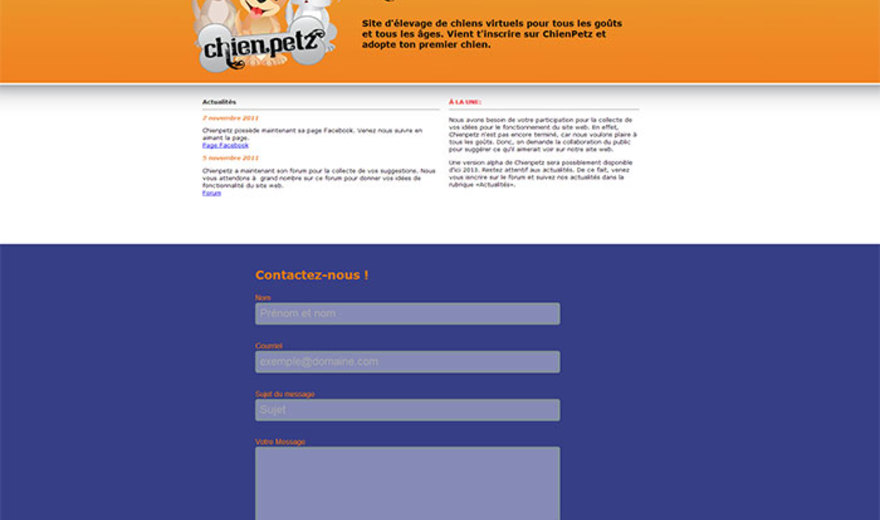 chien.petz
Site d'élevage de chiens virtuels pour tous les goûts
et tous les âges. Vient t'inscrire sur ChienPetz et
adopte ton premier chien.
Actualités
7 novembre 2011
Chienpetz possède maintenant sa page Facebook. Venez nous suivre en
aimant la page.
Page Facebook
5 novembre 2011
Chienpetz a maintenant son forum pour la collecte de vos suggestions. Nous
vous attendons à grand nombre sur ce forum pour donner vos idées de
fonctionnalité du site web.
Forum
À LA UNE:
Nous avons besoin de votre participation pour la collecte de
vos idées pour le fonctionnement du site web. En effet,
Chienpetz n'est pas encore terminé, car nous voulons plaire à
tous les goûts. Donc, on demande la collaboration du public
pour suggérer ce qu'il aimerait voir sur notre site web.
Une version alpha de Chienpetz sera possiblement disponible
d'ici 2013. Restez attentif aux actualités. De ce fait, venez
vous inscrire sur le forum et suivez nos actualités dans la
rubrique «Actualités».
Contactez-nous !
Nom
Prénom et nom
Courriel
exemple@domaine.com
Sujet du message
Sujet
Votre Message